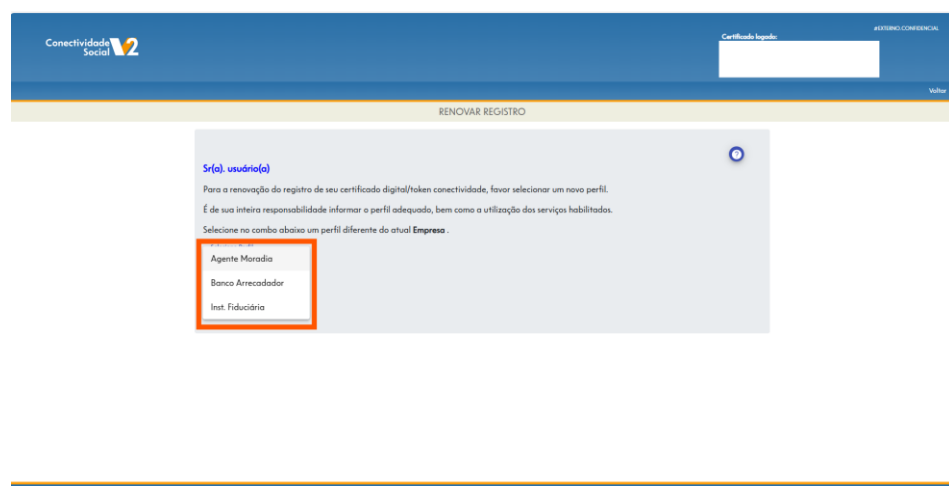 #EXTERNO.CONFIDENCIAL
Conectividade
Social V2
Certificado logado:
Voltar
RENOVAR REGISTRO
?
Sr(a). usuário(a)
Para a renovação do registro de seu certificado digital/token conectividade, favor selecionar um novo perfil.
É de sua inteira responsabilidade informar o perfil adequado, bem como a utilização dos serviços habilitados.
Selecione no combo abaixo um perfil diferente do atual Empresa .
Agente Moradia
Banco Arrecadador
Inst. Fiduciária